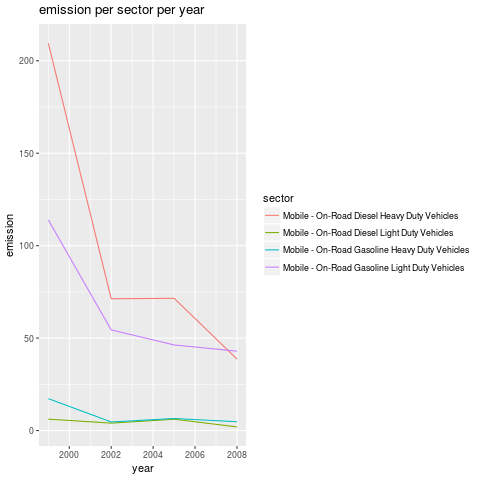 emission per sector per year
emission
200
150
100
50
0
2000 2002 2004 2006 2008
year
sector
Mobile - On-Road Diesel Heavy Duty Vehicles
Mobile - On-Road Diesel Light Duty Vehicles
Mobile - On-Road Gasoline Heavy Duty Vehicles
Mobile - On-Road Gasoline Light Duty Vehicles